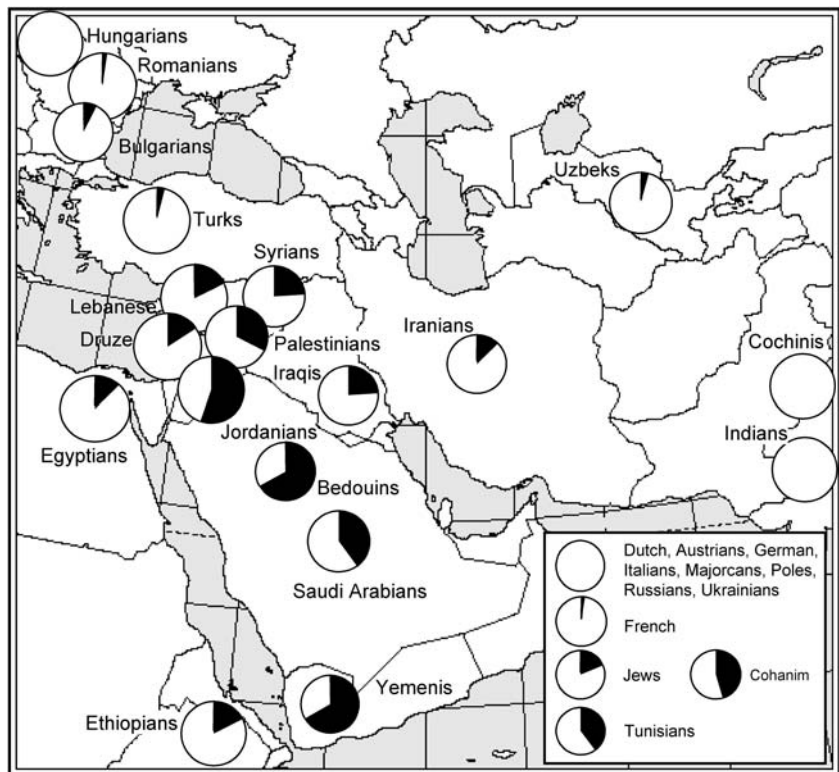 Hungarians
Romanians
Bulgarians
Uzbeks
Turks
Syrians
Lebanese
Druze
Palestinians
Iranians
Iraqis
Cochinis
Egyptians
Jordanians
Indians
Bedouins
Saudi Arabians
Yemenis
Ethiopians
Dutch, Austrians, German,
Italians, Majorcans, Poles,
Russians, Ukrainians
French
Jews
Cohanim
Tunisians